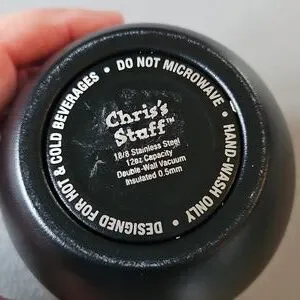 • DO NOT MICROWAVE • HAND-WASH ONLY • DESIGNED FOR HOT & COLD BEVERAGES
Chris's
Stuff™
18/8 Stainless Steel
12oz Capacity
Double-Wall Vacuum
Insulated 0.5mm